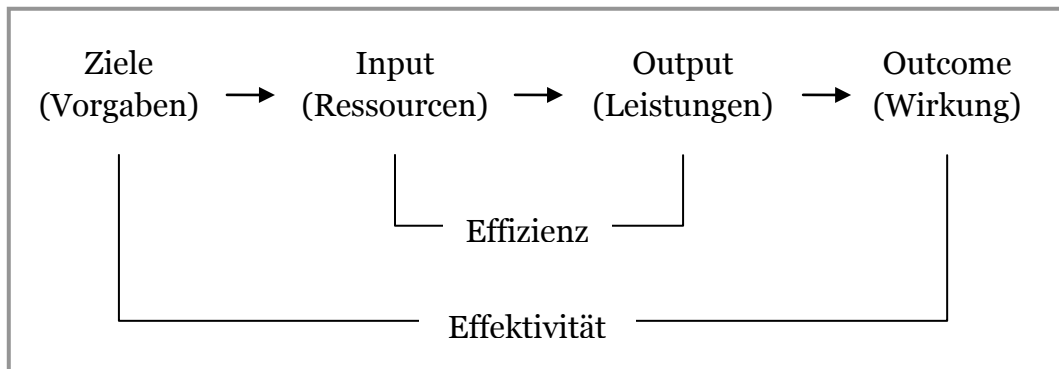 Ziele Input Output Outcome
(Vorgaben) (Ressourcen) (Leistungen) (Wirkung)
Effizienz
Effektivität